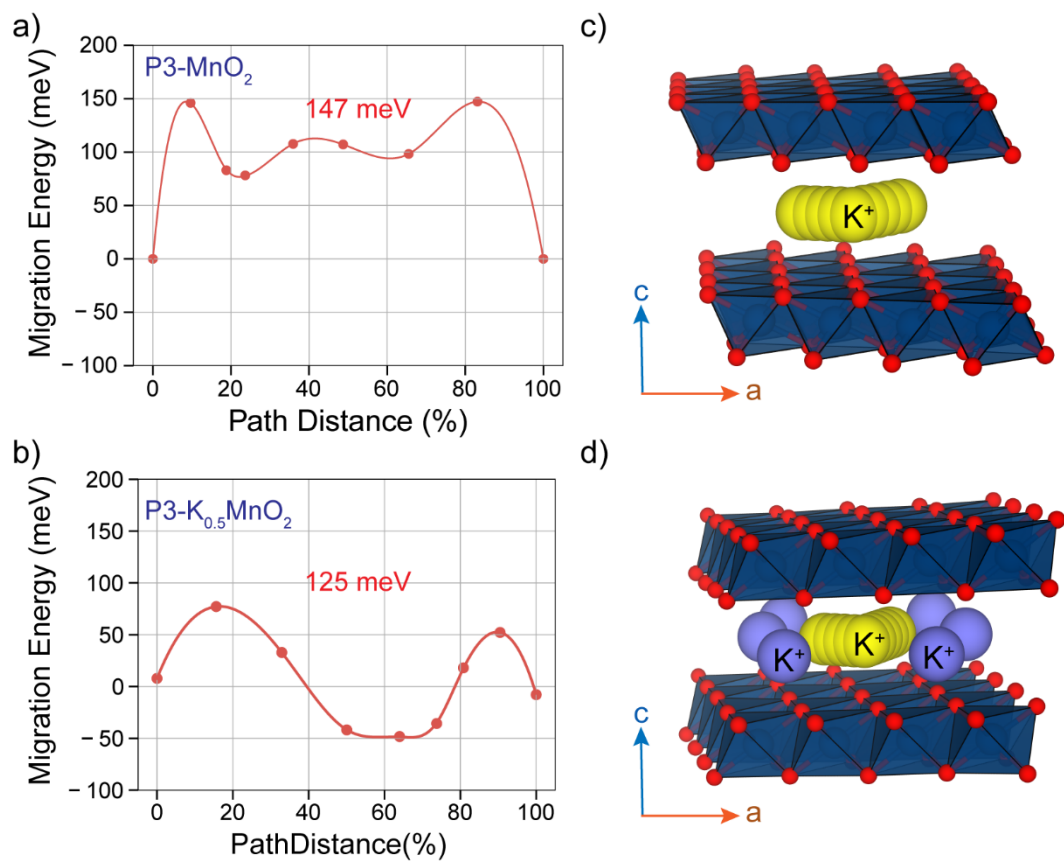 a)
200
150
100
50
0
− 50
− 100
Migration Energy (meV)
P3-MnO₂
147 meV
0 20 40 60 80 100
Path Distance (%)
c)
K⁺
c
a
b)
200
150
100
50
0
− 50
− 100
Migration Energy (meV)
P3-K₀.₅MnO₂
125 meV
0 20 40 60 80 100
PathDistance(%)
d)
K⁺ K⁺ K⁺
c
a